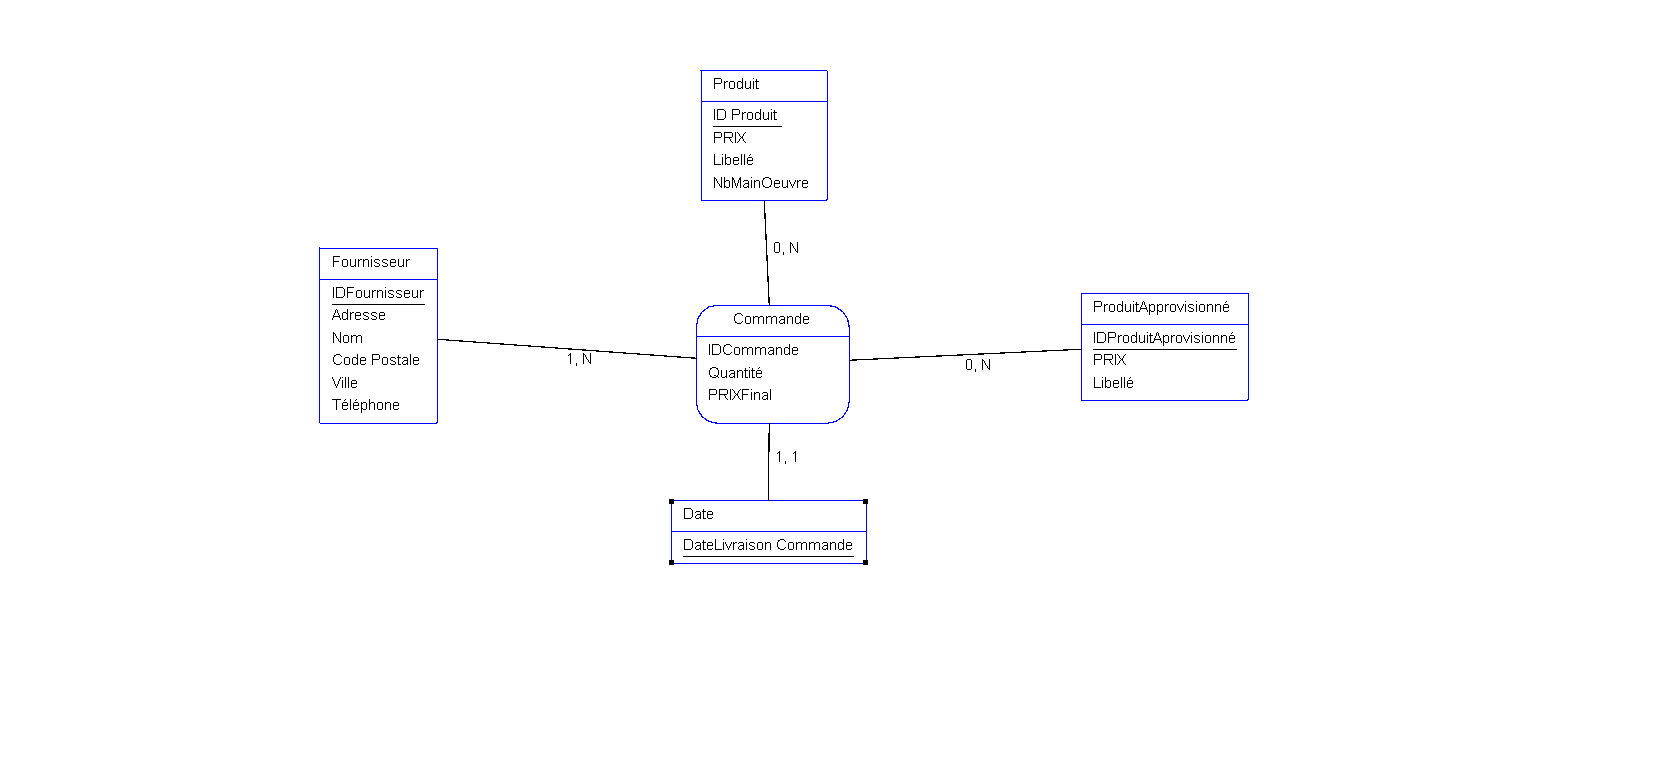 Produit
ID Produit
PRIX
Libellé
NbMainOeuvre
0, N
Fournisseur
IDFournisseur
Adresse
Nom
Code Postale
Ville
Téléphone
1, N
Commande
IDCommande
Quantité
PRIXFinal
0, N
ProduitApprovisionné
IDProduitAprovisionné
PRIX
Libellé
1, 1
Date
DateLivraison Commande